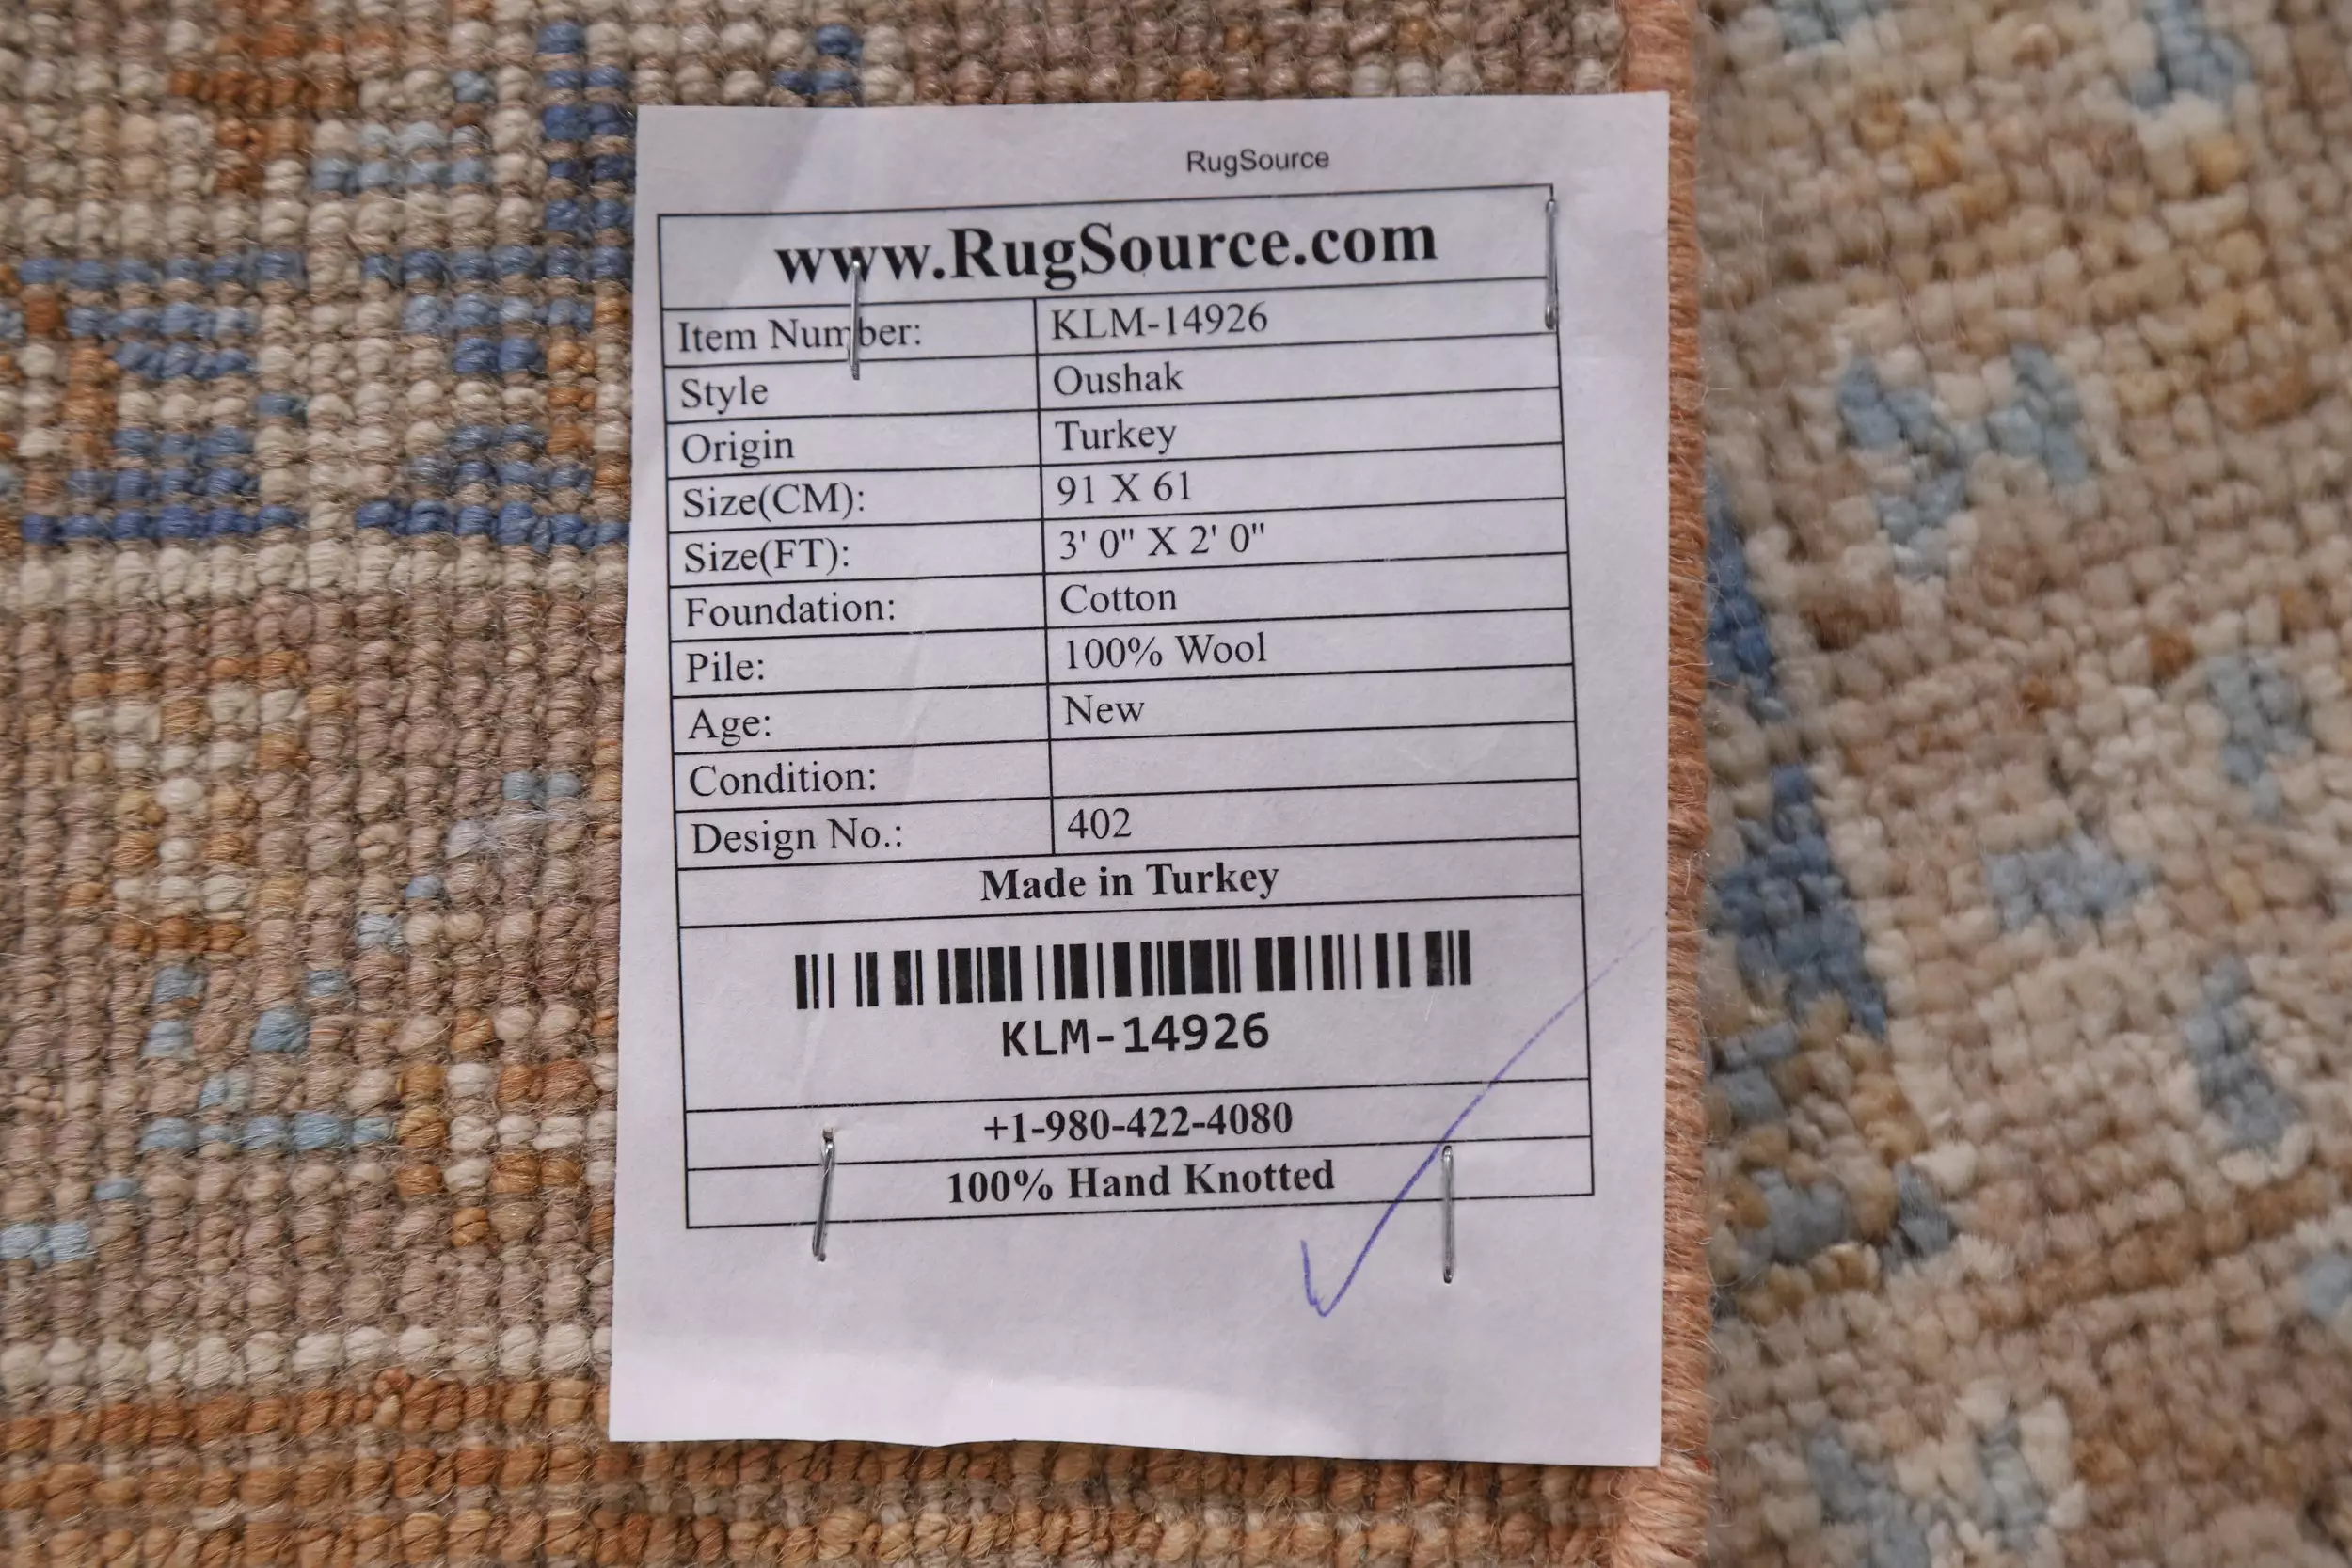 RugSource
www.RugSource.com
Item Number: KLM-14926
Style Oushak
Origin Turkey
Size(CM): 91 X 61
Size(FT): 3' 0" X 2' 0"
Foundation: Cotton
Pile: 100% Wool
Age: New
Condition:
Design No.: 402
Made in Turkey
KLM-14926
+1-980-422-4080
100% Hand Knotted